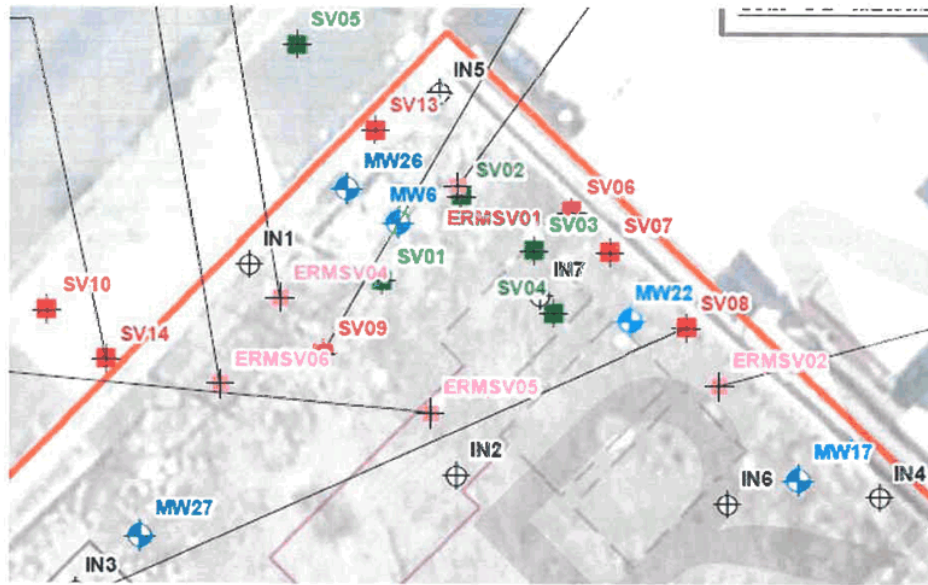 SV05
IN5
SV13
MW26
SV02
MW6
SV06
ERMSV01
SV03
SV07
IN1
SV01
IN7
ERMSV04
SV10
SV04
MW22
SV09
SV08
SV14
ERMSV06
ERMSV02
ERMSV05
IN2
MW17
IN6
IN4
MW27
IN3